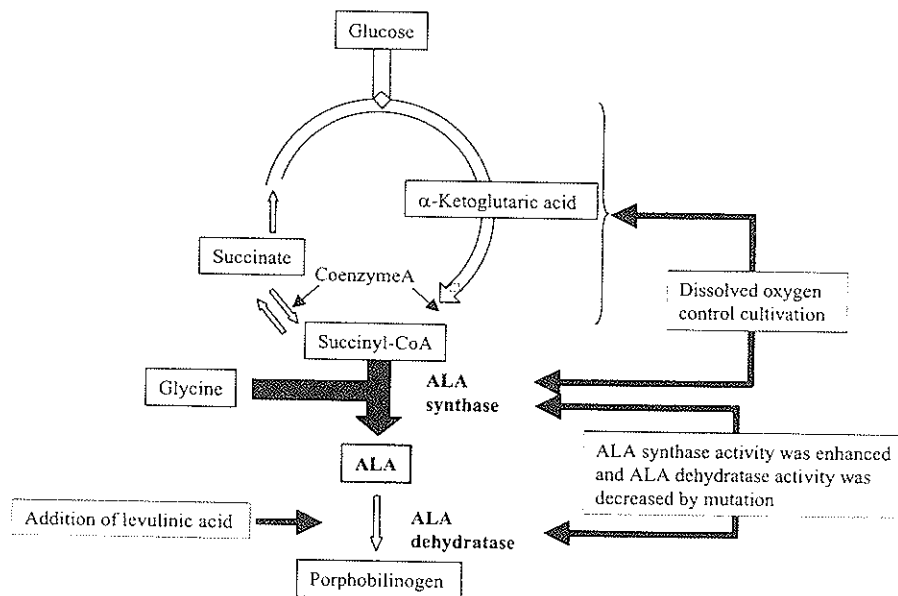 Glucose
α-Ketoglutaric acid
Succinate
CoenzymeA
Dissolved oxygen
control cultivation
Succinyl-CoA
Glycine
ALA
synthase
ALA
ALA synthase activity was enhanced
and ALA dehydratase activity was
decreased by mutation
Addition of levulinic acid
ALA
dehydratase
Porphobilinogen